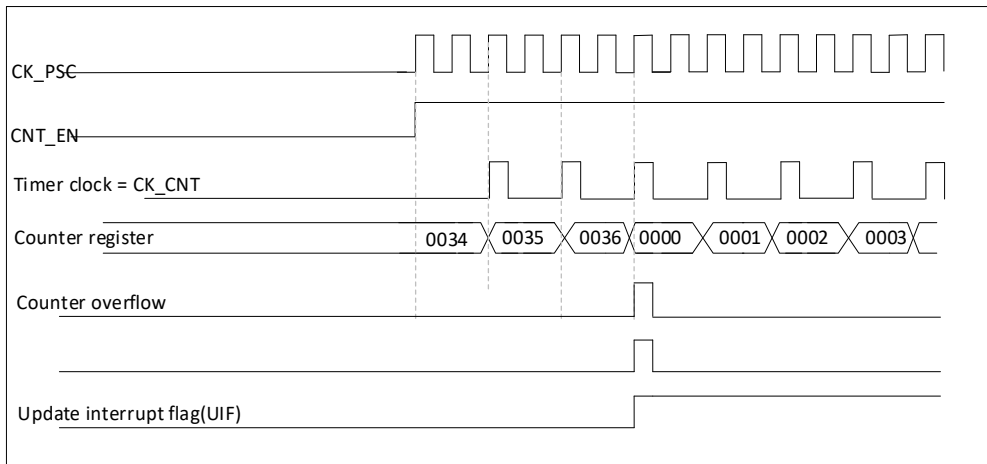 CK_PSC
CNT_EN
Timer clock = CK_CNT
Counter register
0034 0035 0036 0000 0001 0002 0003
Counter overflow
Update interrupt flag(UIF)